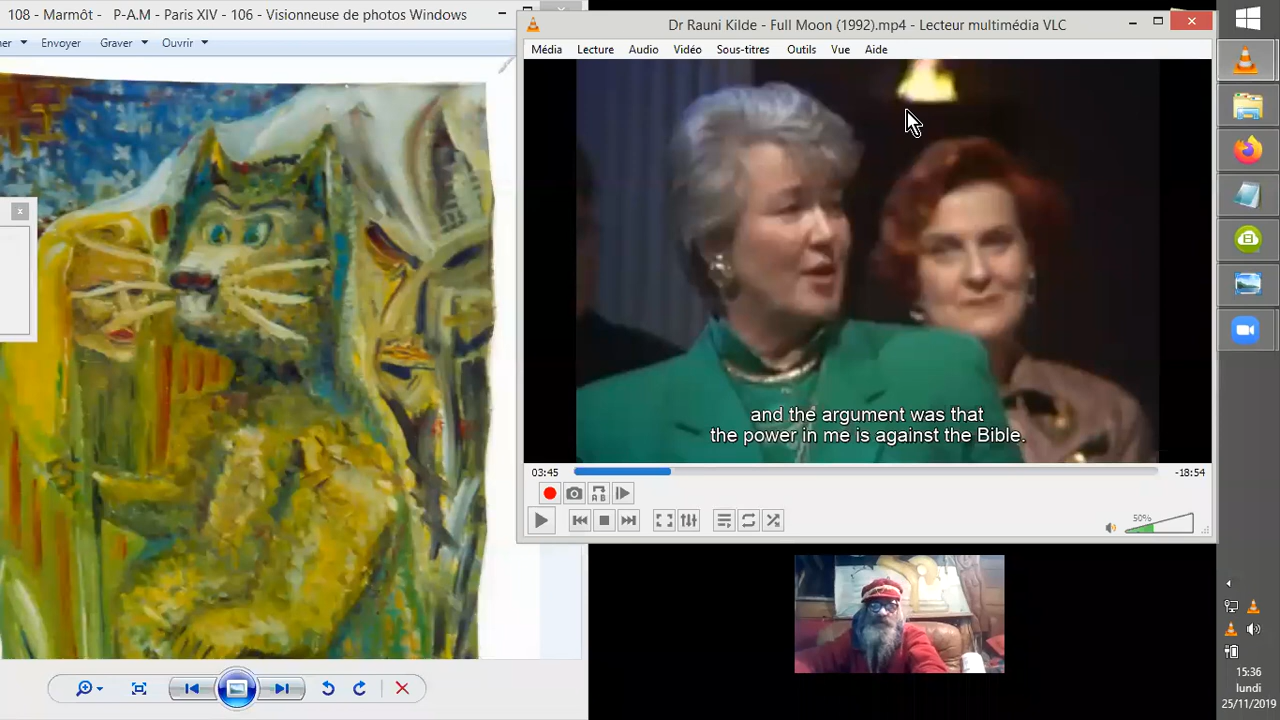 108 - Marmôt - P-A.M - Paris XIV - 106 - Visionneuse de photos Windows
Envoyer Graver Ouvrir
Dr Rauni Kilde - Full Moon (1992).mp4 - Lecteur multimédia VLC
Média Lecture Audio Vidéo Sous-titres Outils Vue Aide
and the argument was that
the power in me is against the Bible.
03:45 -18:54
50%
15:36
lundi
25/11/2019